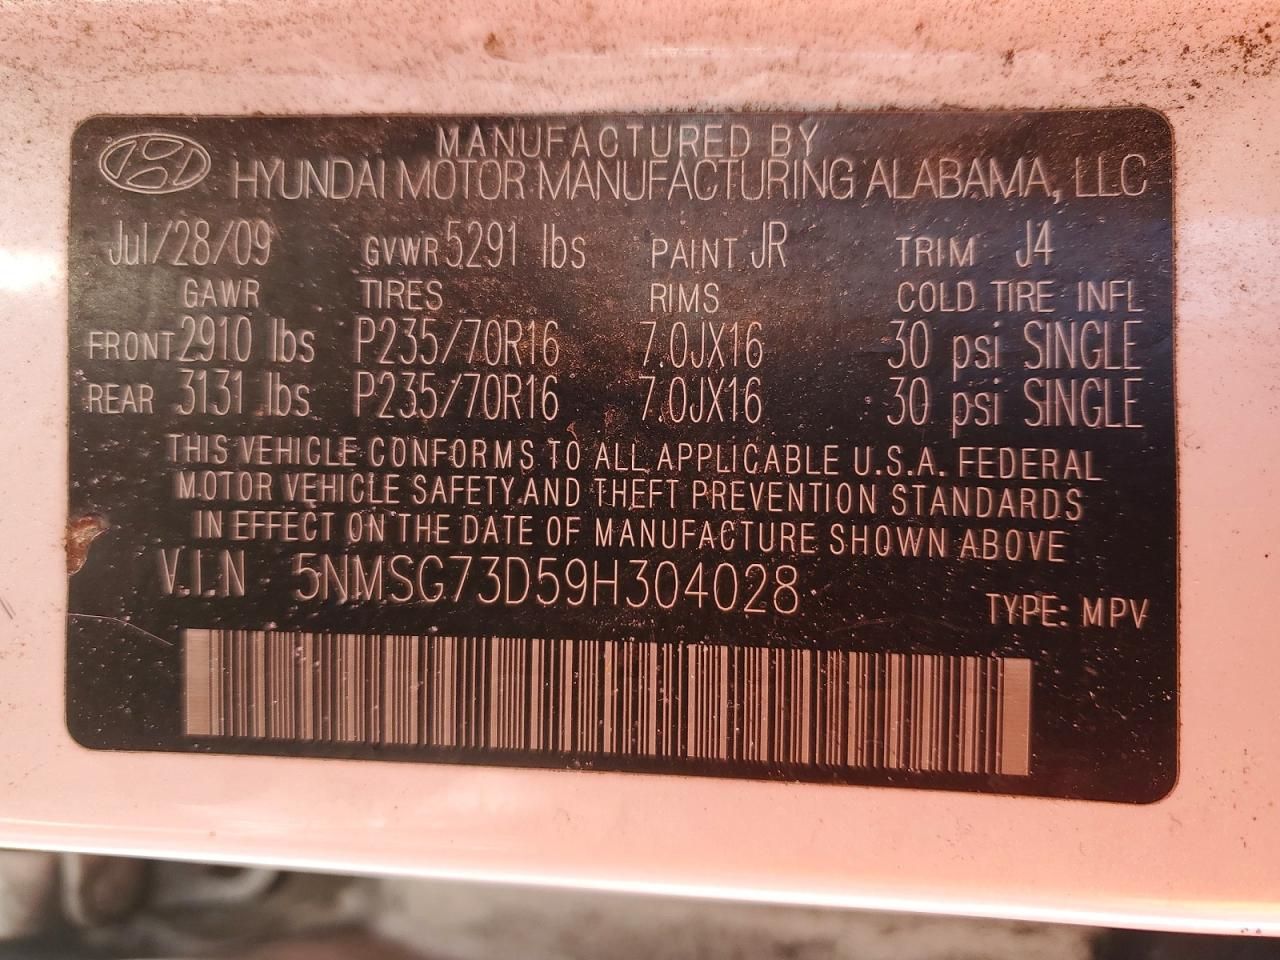 MANUFACTURED BY
HYUNDAI MOTOR MANUFACTURING ALABAMA, LLC
Jul/28/09 GVWR 5291 lbs PAINT JR TRIM J4
GAWR TIRES RIMS COLD TIRE INFL
FRONT 2910 lbs P235/70R16 7.0JX16 30 psi SINGLE
REAR 3131 lbs P235/70R16 7.0JX16 30 psi SINGLE
THIS VEHICLE CONFORMS TO ALL APPLICABLE U.S.A. FEDERAL
MOTOR VEHICLE SAFETY AND THEFT PREVENTION STANDARDS
IN EFFECT ON THE DATE OF MANUFACTURE SHOWN ABOVE
V.I.N 5NMSG73D59H304028
TYPE: MPV